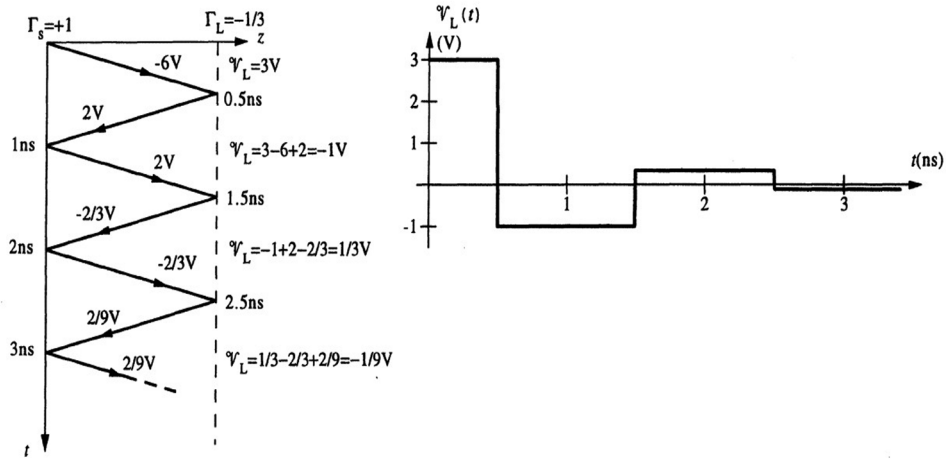 Γs=+1
ΓL=−1/3
z
-6V
𝒱L=3V
0.5ns
2V
1ns
𝒱L=3−6+2=−1V
2V
1.5ns
-2/3V
2ns
𝒱L=−1+2−2/3=1/3V
-2/3V
2.5ns
2/9V
3ns
2/9V
𝒱L=1/3−2/3+2/9=−1/9V
t
𝒱L(t)
(V)
3
2
1
t(ns)
1
2
3
-1